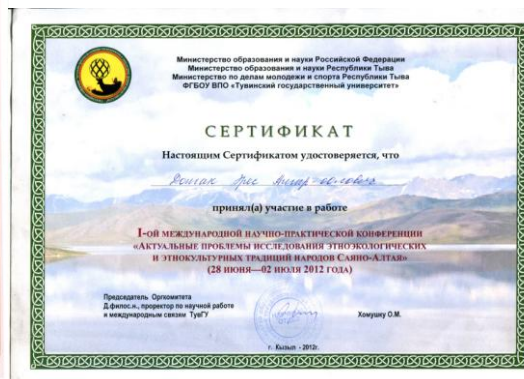 Министерство образования и науки Российской Федерации
Министерство образования и науки Республики Тыва
Министерство по делам молодежи и спорта Республики Тыва
ФГБОУ ВПО «Тувинский государственный университет»
СЕРТИФИКАТ
Настоящим Сертификатом удостоверяется, что
Донгак
принял(а) участие в работе
I-ой международной научно-практической конференции
«Актуальные проблемы исследования этноэкологических
и этнокультурных традиций народов Саяно-Алтая»
(28 июня—02 июля 2012 года)
Председатель Оргкомитета
Д.филос.н., проректор по научной работе
и международным связям ТувГУ
Хомушку О.М.
г. Кызыл - 2012г.